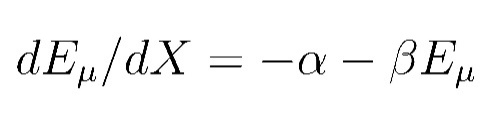 dE_μ/dX = −α − βE_μ